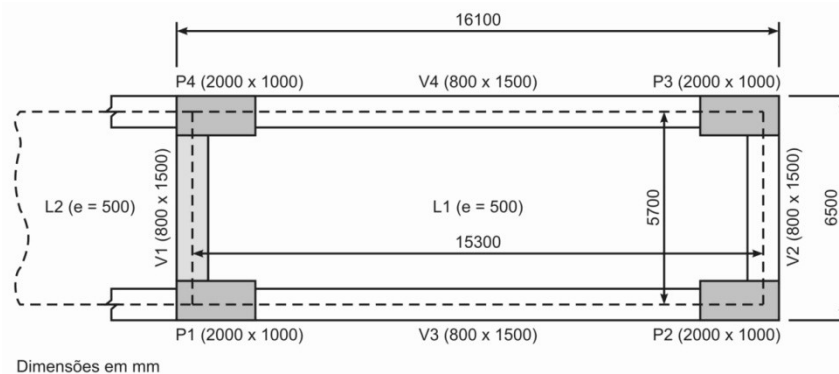 16100
P4 (2000 x 1000)
V4 (800 x 1500)
P3 (2000 x 1000)
L2 (e = 500)
V1 (800 x 1500)
L1 (e = 500)
5700
V2 (800 x 1500)
6500
15300
P1 (2000 x 1000)
V3 (800 x 1500)
P2 (2000 x 1000)
Dimensões em mm